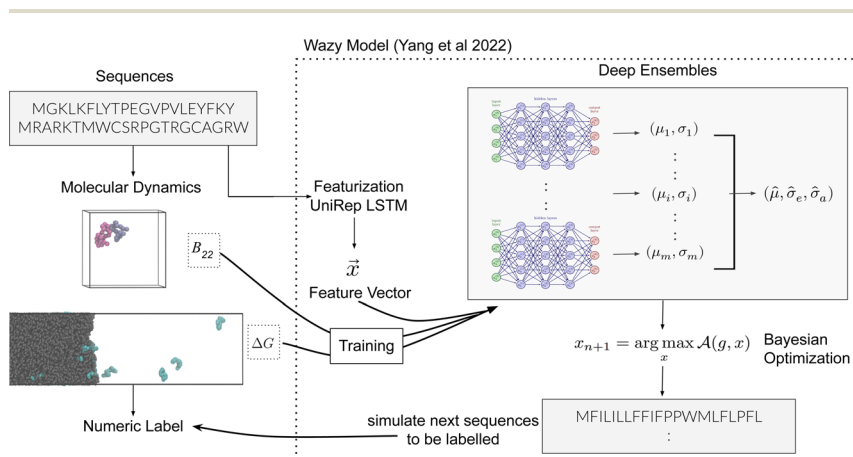 Wazy Model (Yang et al 2022)
Sequences
MGKLKFLYTPEGVPVLEYFKY
MRARKTMWCSRPGTRGCAGRW
Molecular Dynamics
B₂₂
ΔG
Numeric Label
Featurization
UniRep LSTM
x⃗
Feature Vector
Training
Deep Ensembles
(μ₁, σ₁)
⋮
(μᵢ, σᵢ)
⋮
(μₘ, σₘ)
(μ̂, σ̂ₑ, σ̂ₐ)
xₙ₊₁ = arg max 𝒜(g, x)
x
Bayesian
Optimization
simulate next sequences
to be labelled
MFILILLFFIFPPWMLFLPFL
⋮